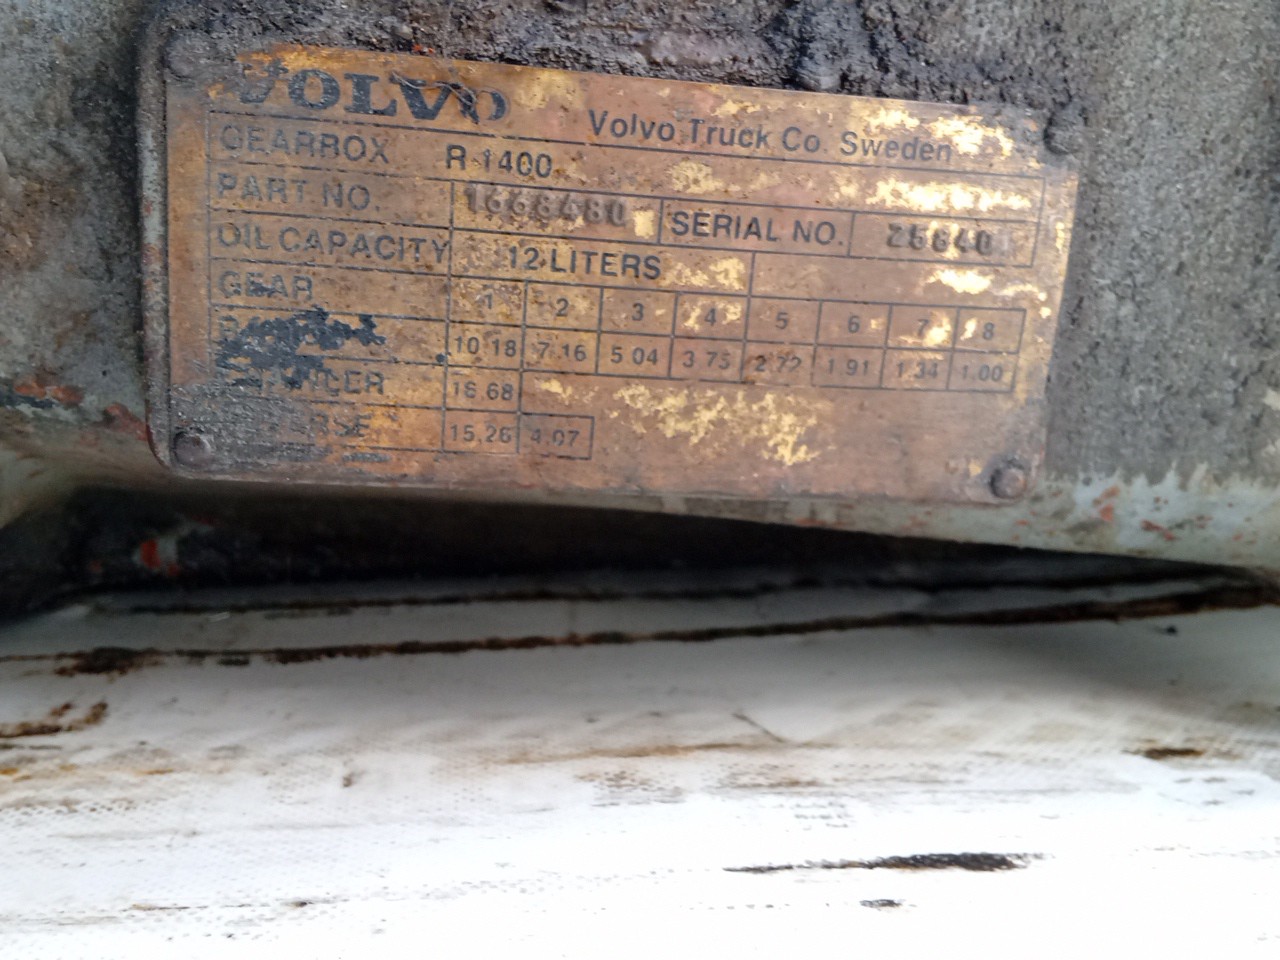 VOLVO Volvo Truck Co. Sweden
GEARBOX R 1400
PART NO. 1668480 SERIAL NO.
OIL CAPACITY 12 LITERS
GEAR 1 2 3 4 5 6 7 8
10.18 7.16 5.04 3.75 2.72 1.91 1.34 1.00
16.68
15.26 4.07